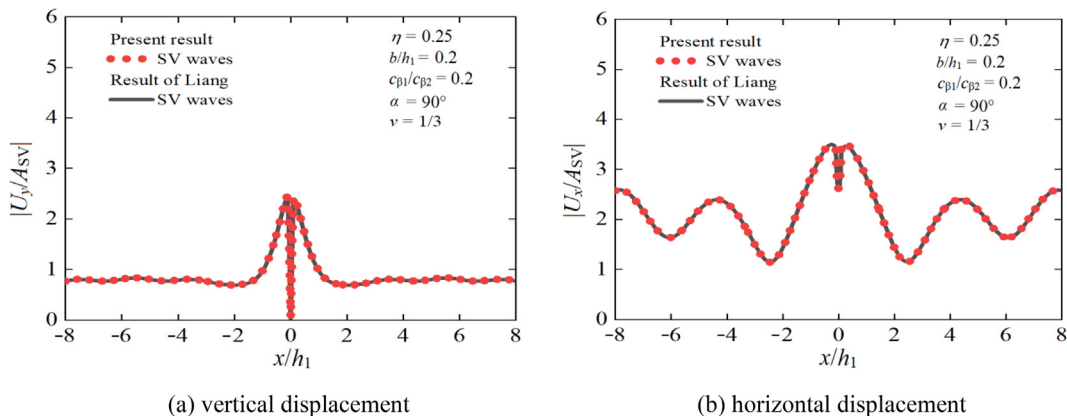 6
5
4
3
2
1
0
|Uy/ASV|
Present result
SV waves
Result of Liang
SV waves
η = 0.25
b/h1 = 0.2
cβ1/cβ2 = 0.2
α = 90°
v = 1/3
−8 −6 −4 −2 0 2 4 6 8
x/h1
(a) vertical displacement
6
5
4
3
2
1
0
|Ux/ASV|
Present result
SV waves
Result of Liang
SV waves
η = 0.25
b/h1 = 0.2
cβ1/cβ2 = 0.2
α = 90°
v = 1/3
−8 −6 −4 −2 0 2 4 6 8
x/h1
(b) horizontal displacement